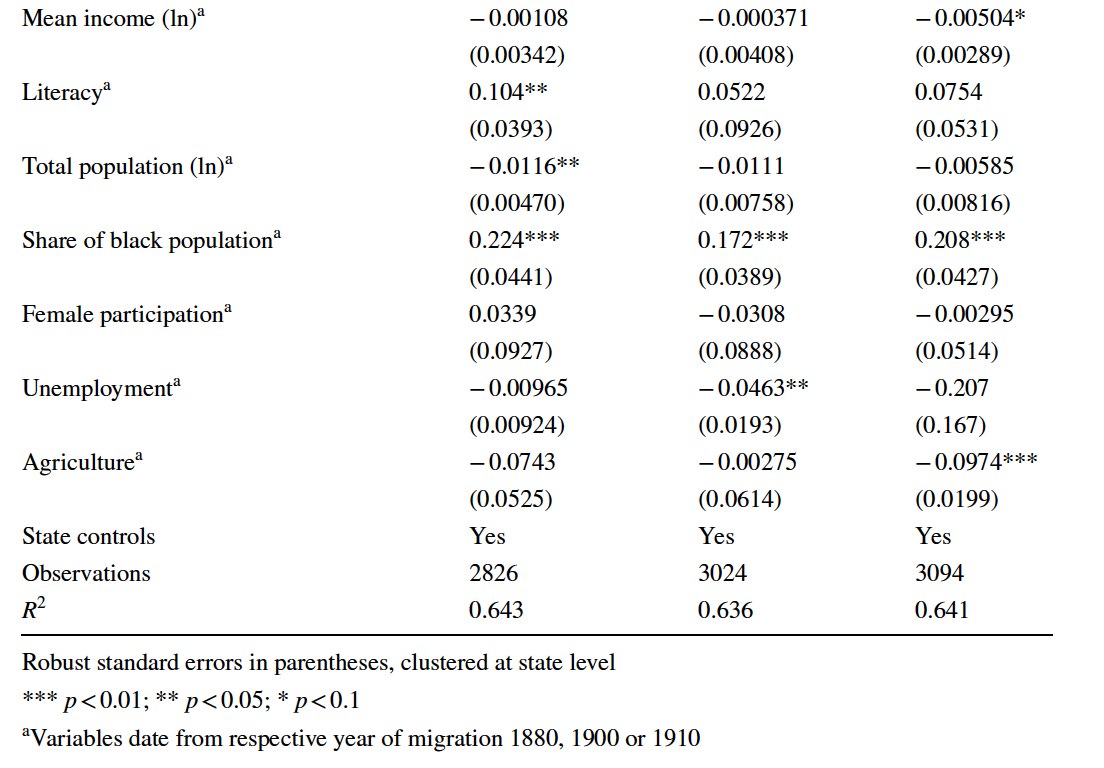 Mean income (ln)ᵃ −0.00108 −0.000371 −0.00504*
(0.00342) (0.00408) (0.00289)
Literacyᵃ 0.104** 0.0522 0.0754
(0.0393) (0.0926) (0.0531)
Total population (ln)ᵃ −0.0116** −0.0111 −0.00585
(0.00470) (0.00758) (0.00816)
Share of black populationᵃ 0.224*** 0.172*** 0.208***
(0.0441) (0.0389) (0.0427)
Female participationᵃ 0.0339 −0.0308 −0.00295
(0.0927) (0.0888) (0.0514)
Unemploymentᵃ −0.00965 −0.0463** −0.207
(0.00924) (0.0193) (0.167)
Agricultureᵃ −0.0743 −0.00275 −0.0974***
(0.0525) (0.0614) (0.0199)
State controls Yes Yes Yes
Observations 2826 3024 3094
R² 0.643 0.636 0.641
Robust standard errors in parentheses, clustered at state level
*** p<0.01; ** p<0.05; * p<0.1
ᵃVariables date from respective year of migration 1880, 1900 or 1910